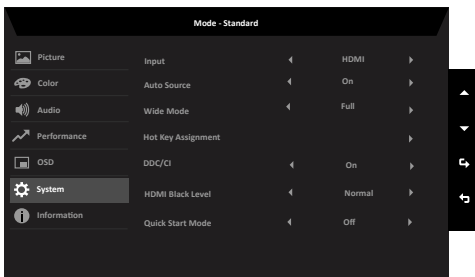 Mode - Standard
Picture
Color
Audio
Performance
OSD
System
Information
Input HDMI
Auto Source On
Wide Mode Full
Hot Key Assignment
DDC/CI On
HDMI Black Level Normal
Quick Start Mode Off